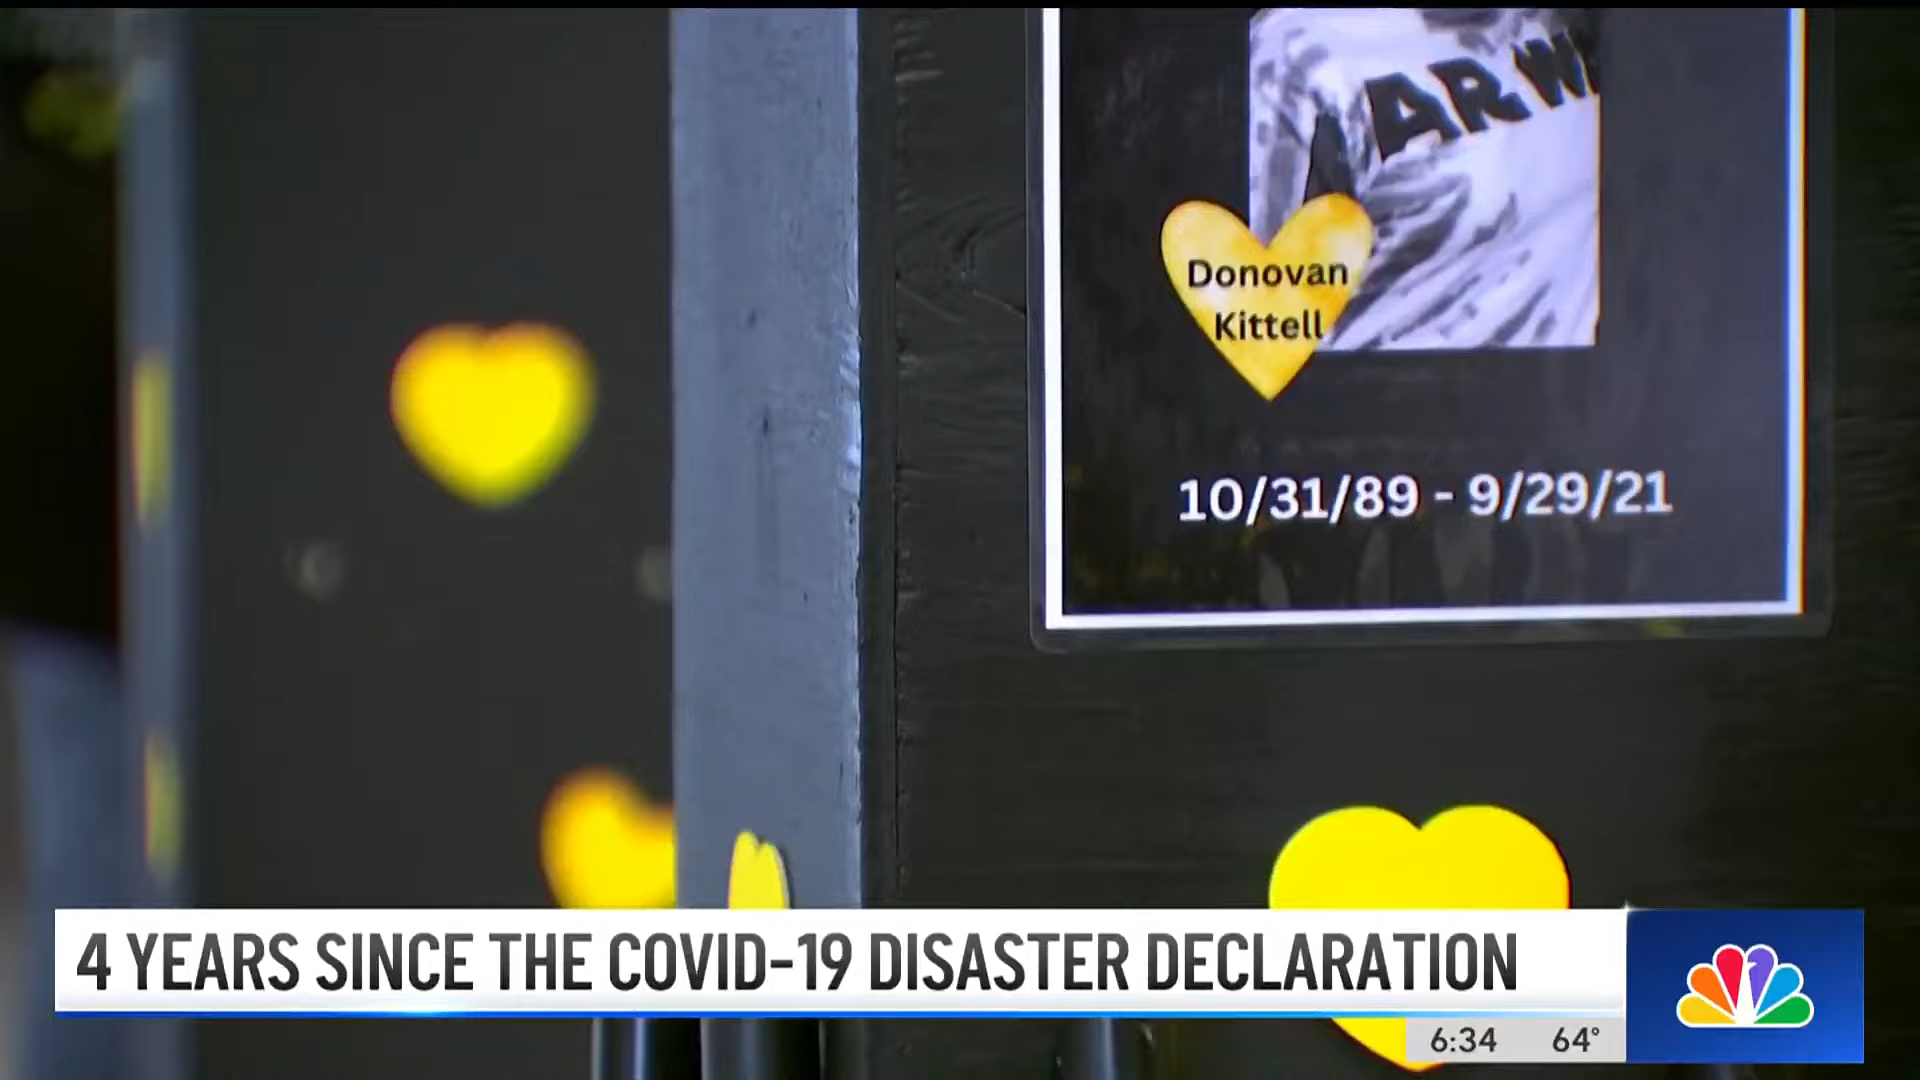 ARW
Donovan
Kittell
10/31/89 - 9/29/21
4 YEARS SINCE THE COVID-19 DISASTER DECLARATION
6:34 64°